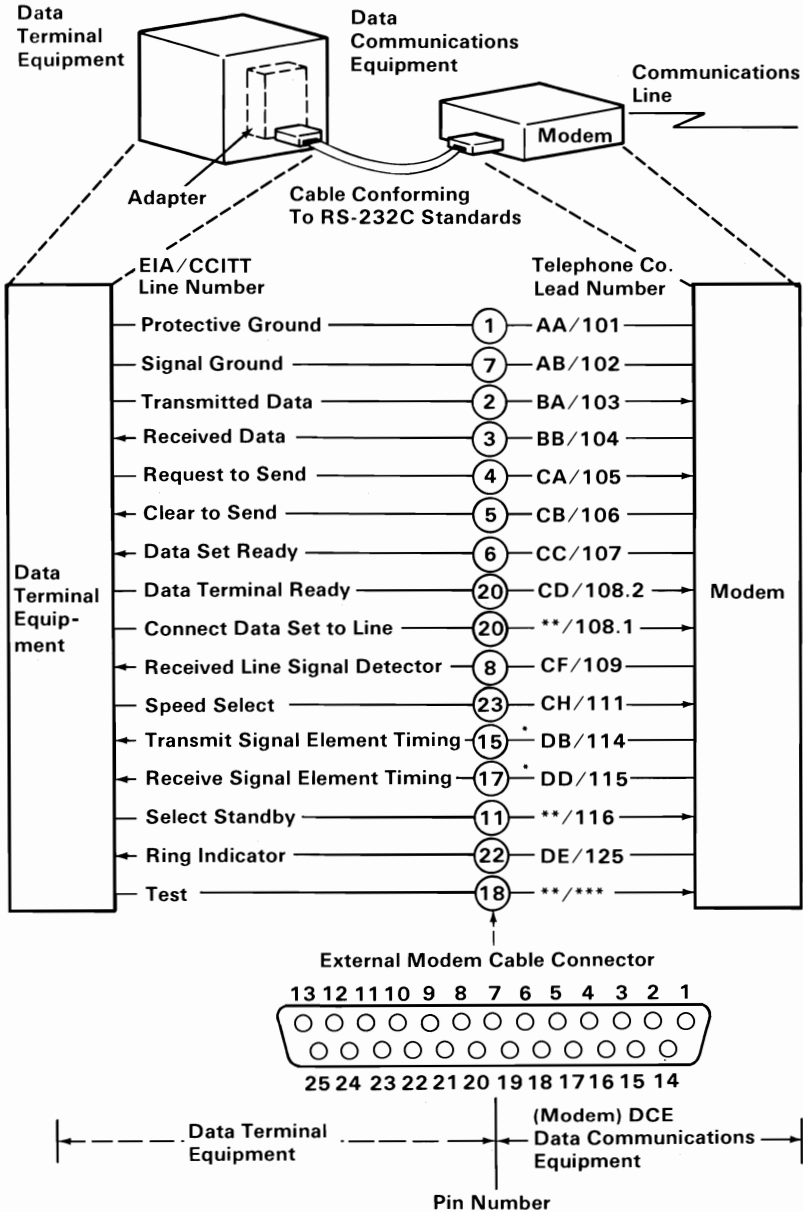 Data
Terminal
Equipment
Data
Communications
Equipment
Communications
Line
Modem
Adapter
Cable Conforming
To RS-232C Standards
EIA/CCITT
Line Number
Telephone Co.
Lead Number
Protective Ground 1 AA/101
Signal Ground 7 AB/102
Transmitted Data 2 BA/103
Received Data 3 BB/104
Request to Send 4 CA/105
Clear to Send 5 CB/106
Data Set Ready 6 CC/107
Data Terminal Ready 20 CD/108.2
Connect Data Set to Line 20 **/108.1
Received Line Signal Detector 8 CF/109
Speed Select 23 CH/111
Transmit Signal Element Timing 15 * DB/114
Receive Signal Element Timing 17 * DD/115
Select Standby 11 **/116
Ring Indicator 22 DE/125
Test 18 **/***
Data
Terminal
Equip-
ment
Modem
External Modem Cable Connector
13 12 11 10 9 8 7 6 5 4 3 2 1
25 24 23 22 21 20 19 18 17 16 15 14
Data Terminal
Equipment
(Modem) DCE
Data Communications
Equipment
Pin Number